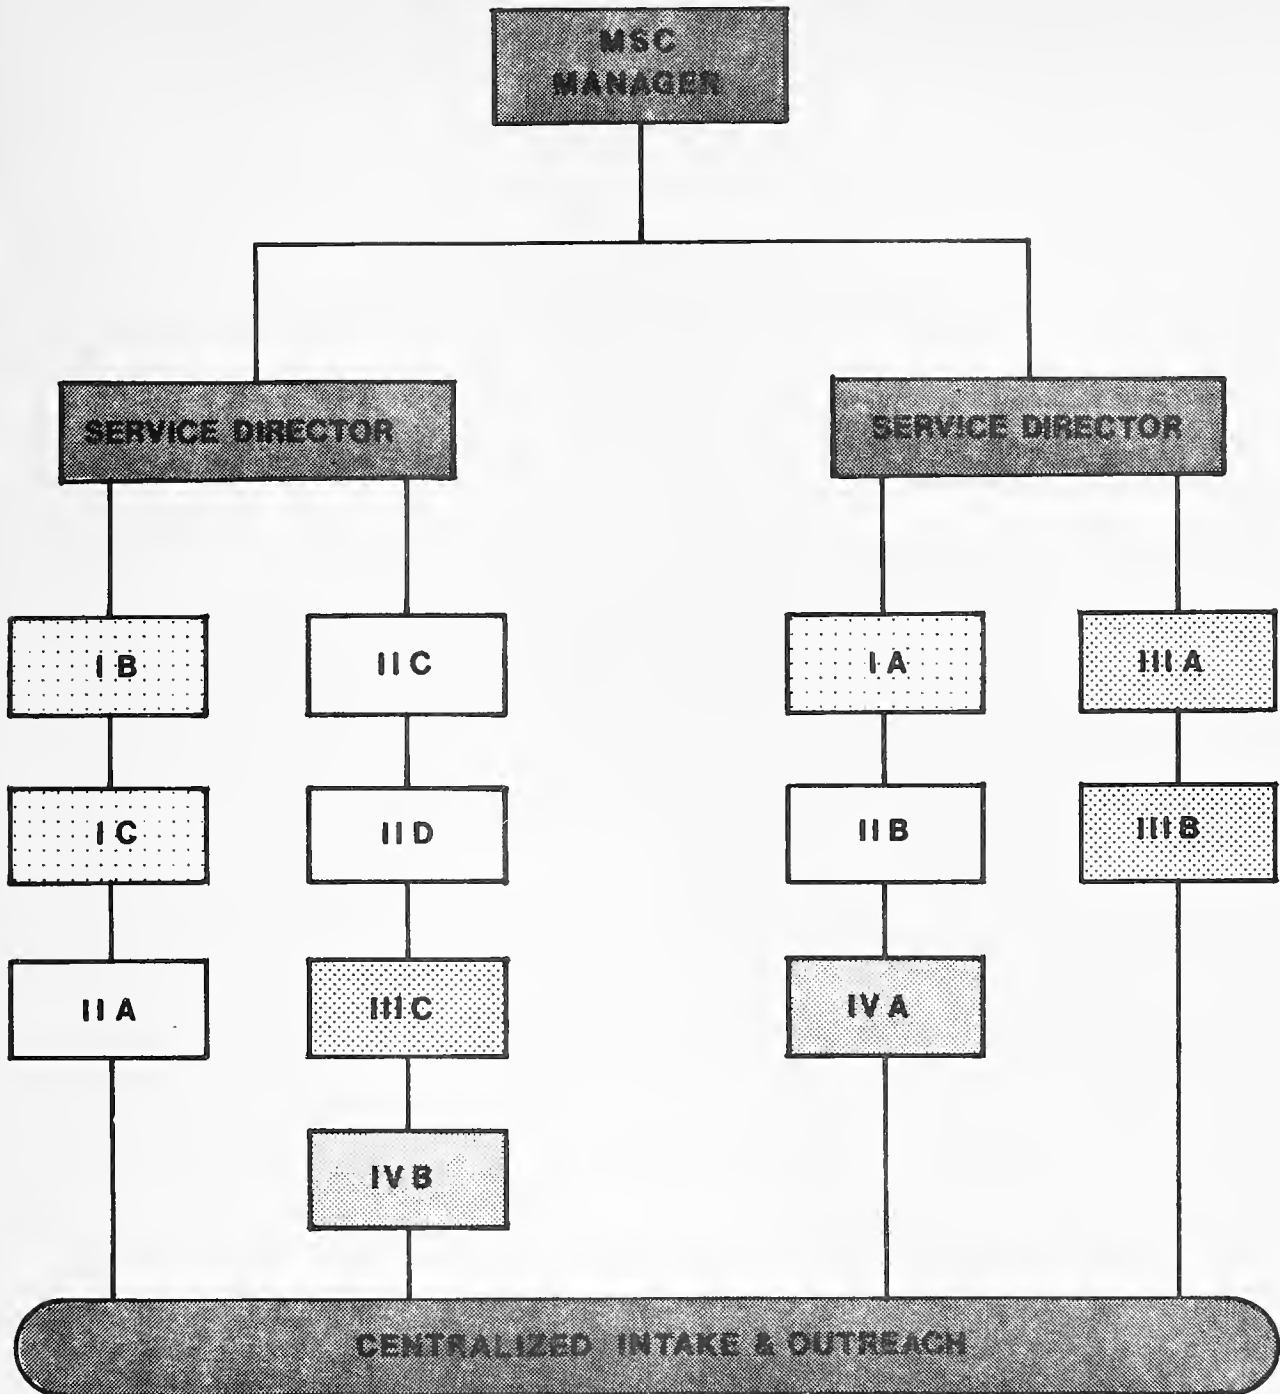 MSC
MANAGER
SERVICE DIRECTOR
SERVICE DIRECTOR
I B
II C
I A
III A
I C
II D
II B
III B
II A
III C
IV A
IV B
CENTRALIZED INTAKE & OUTREACH